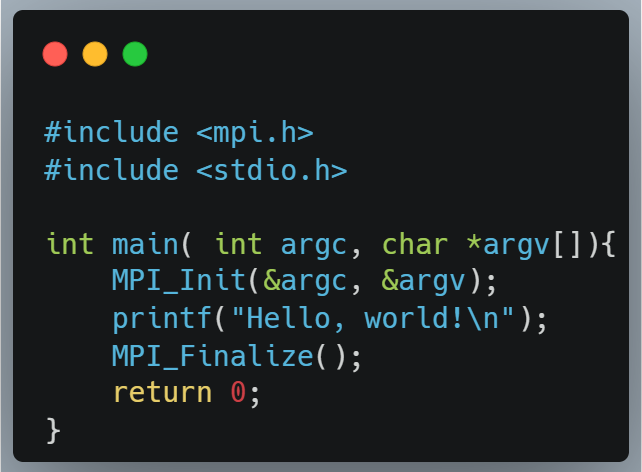 #include <mpi.h>
#include <stdio.h>

int main( int argc, char *argv[]){
    MPI_Init(&argc, &argv);
    printf("Hello, world!\n");
    MPI_Finalize();
    return 0;
}